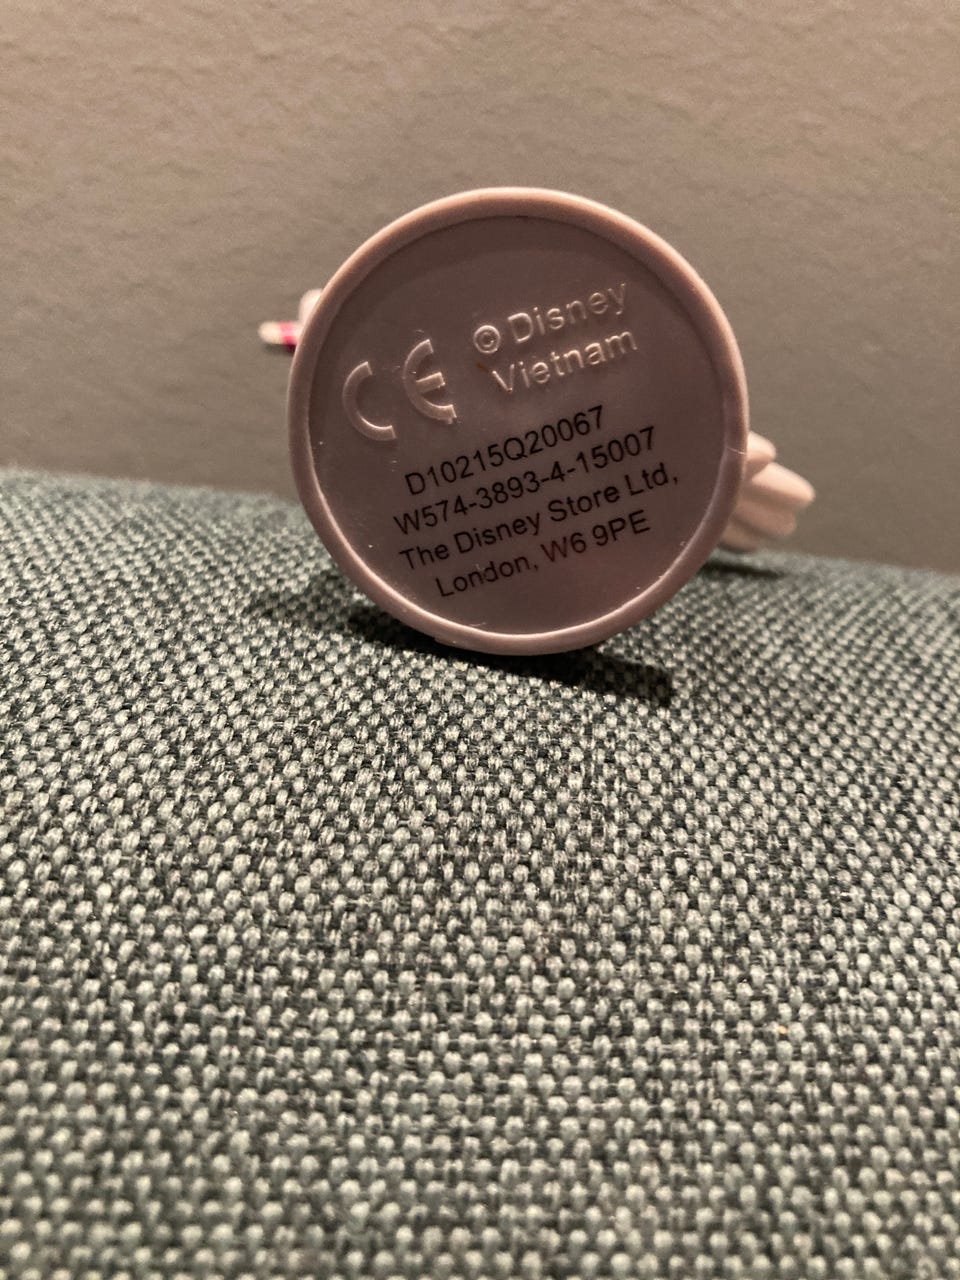 CE
© Disney
Vietnam
D10215Q20067
W574-3893-4-15007
The Disney Store Ltd,
London, W6 9PE